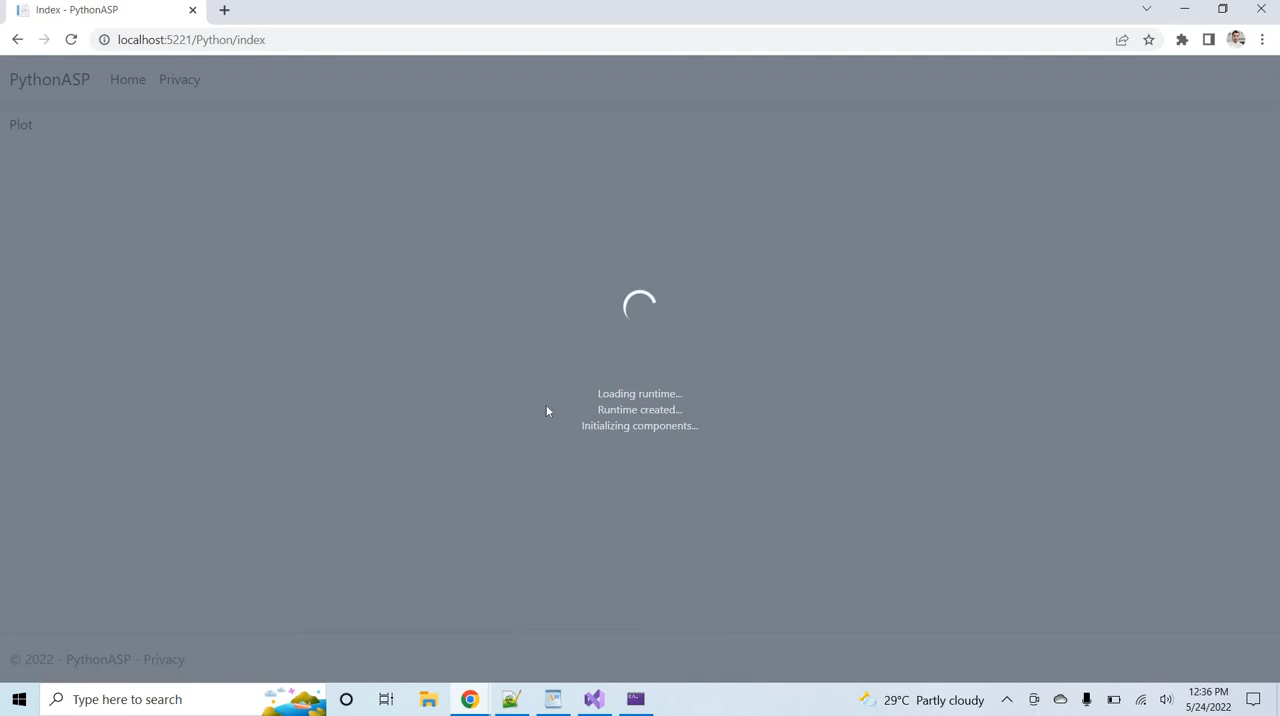 Index - PythonASP
localhost:5221/Python/index
PythonASP Home Privacy
Plot
Loading runtime...
Runtime created...
Initializing components...
© 2022 - PythonASP - Privacy
Type here to search
29°C Partly cloudy
12:36 PM
5/24/2022